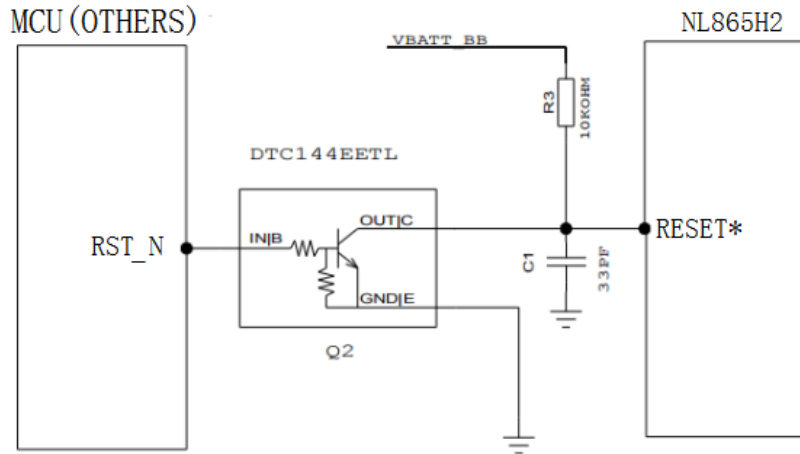 MCU(OTHERS)
NL865H2
VBATT_BB
R3
10KOHM
DTC144EETL
OUT|C
IN|B
RST_N
RESET*
C1
33PF
GND|E
Q2